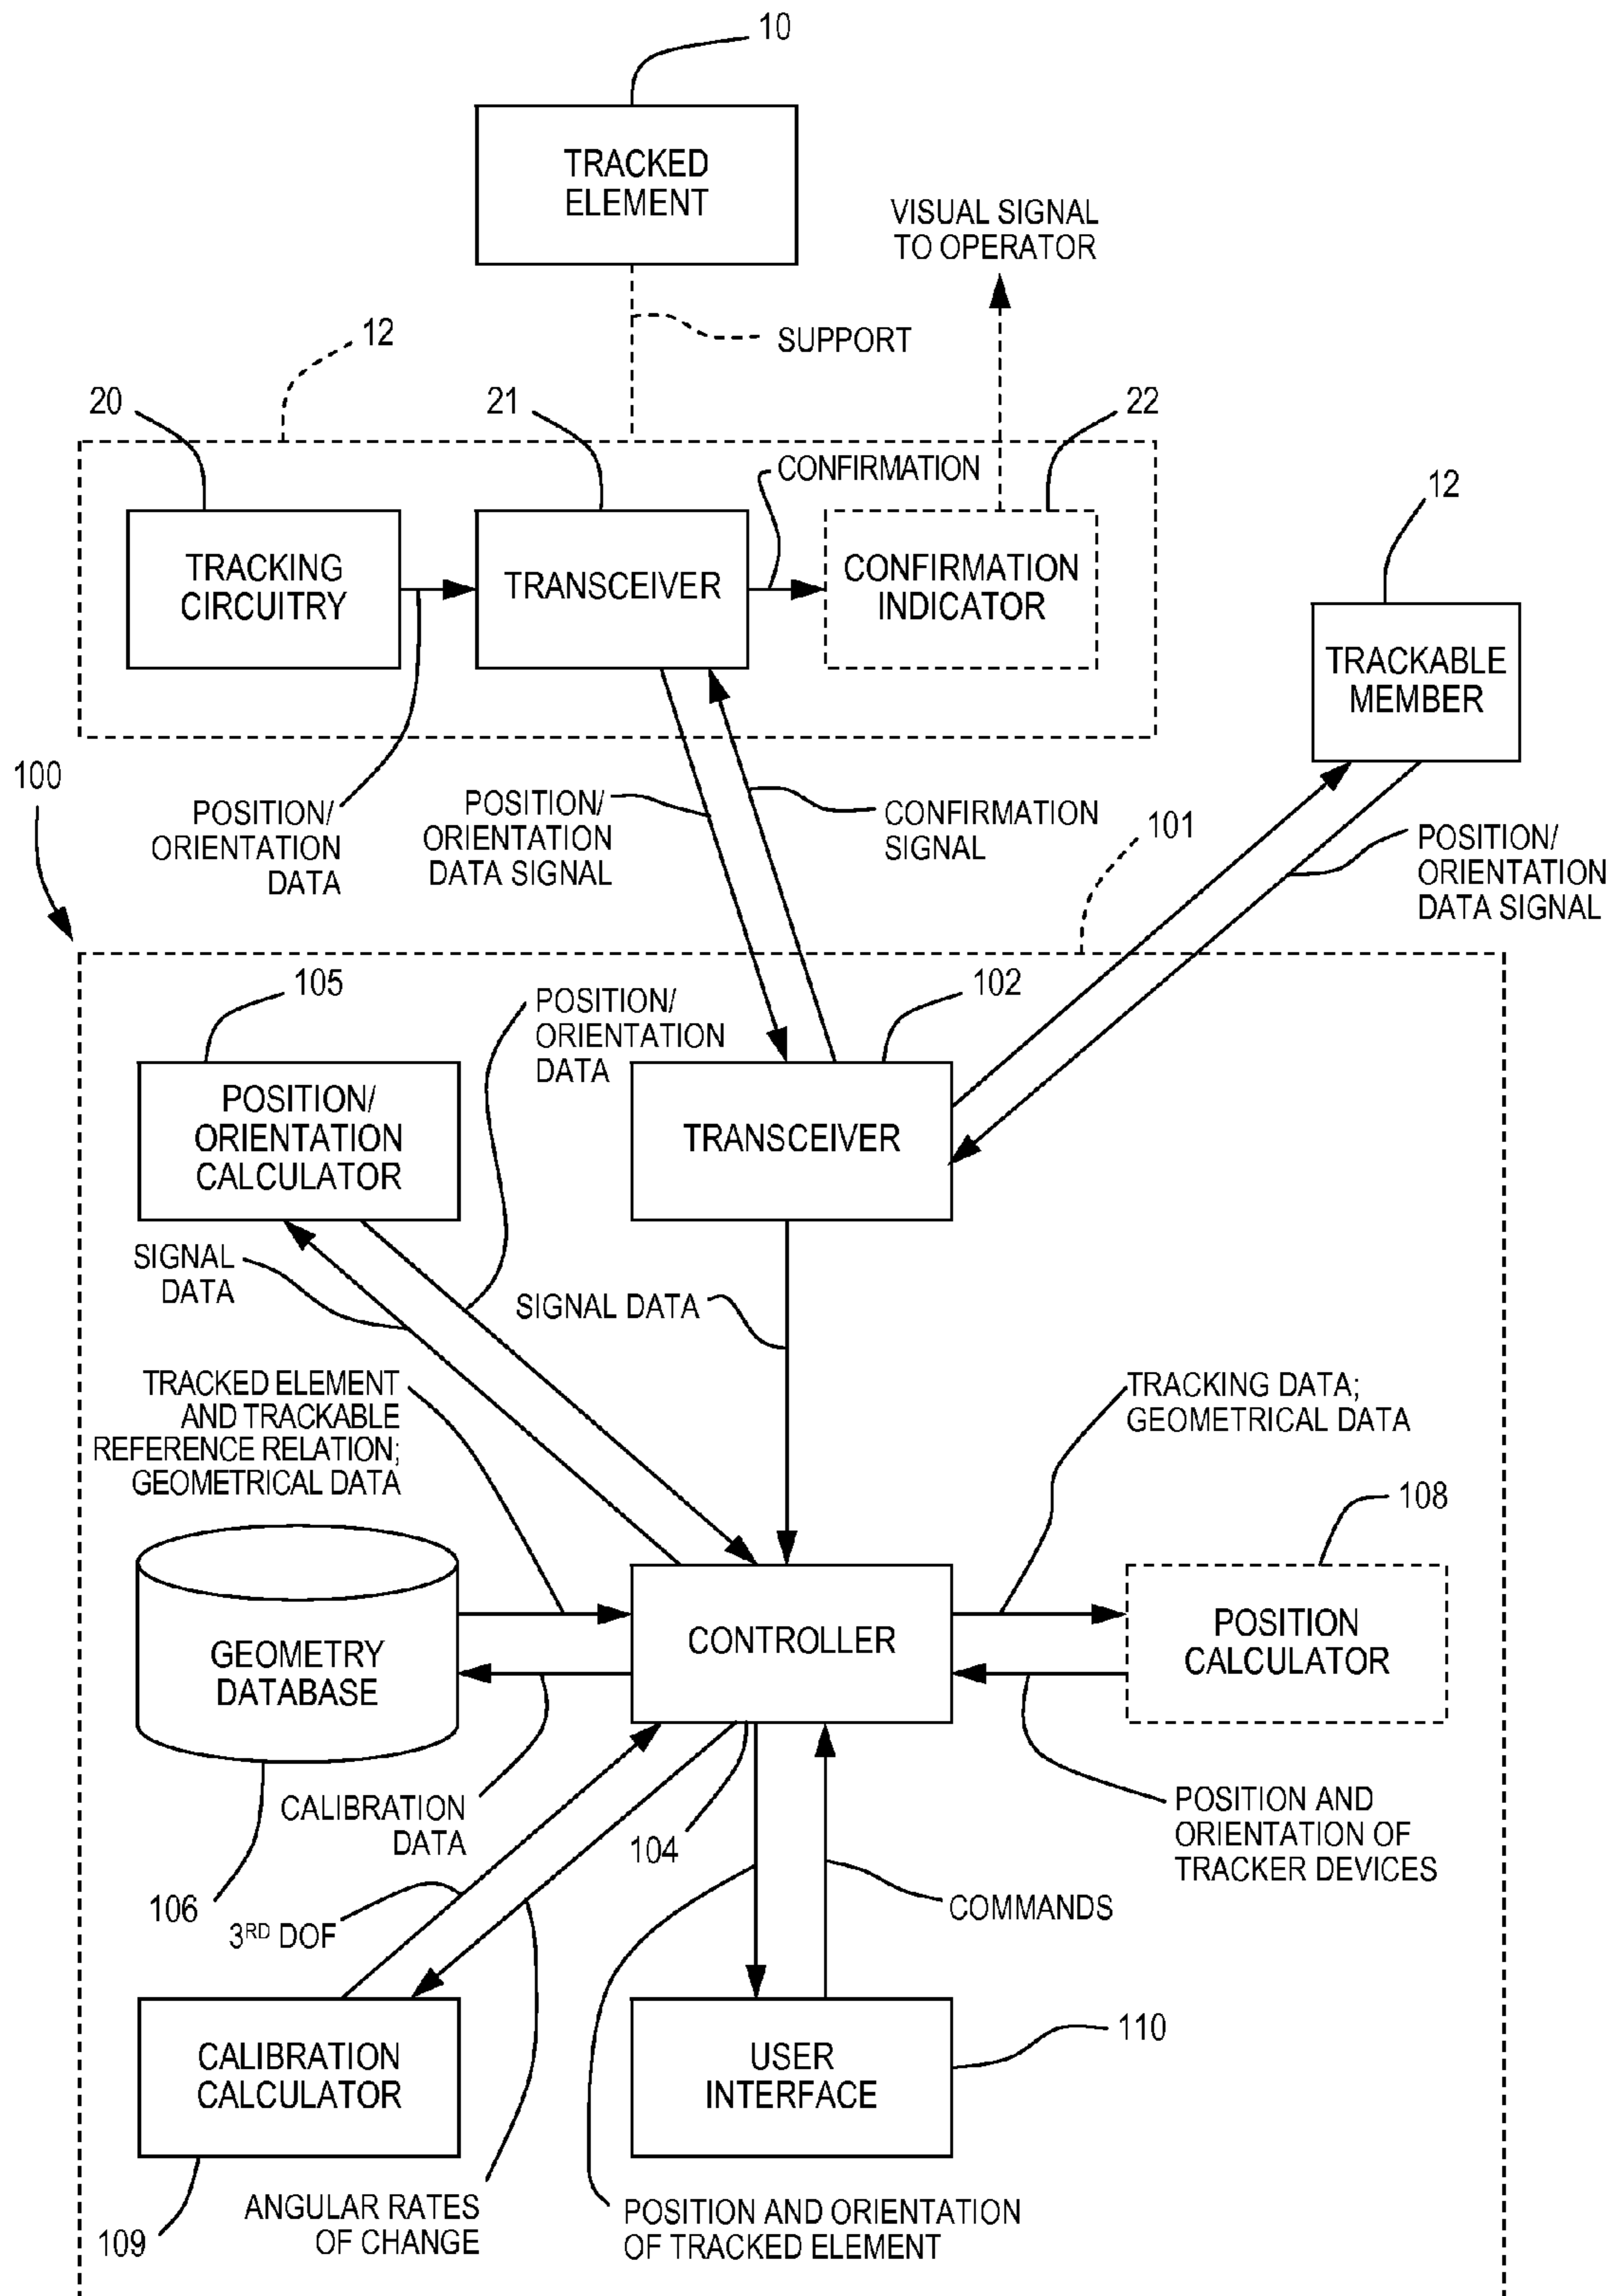 10
TRACKED
ELEMENT
VISUAL SIGNAL
TO OPERATOR
SUPPORT
12
20
21
22
CONFIRMATION
12
TRACKING
CIRCUITRY
TRANSCEIVER
CONFIRMATION
INDICATOR
TRACKABLE
MEMBER
100
POSITION/
ORIENTATION
DATA
POSITION/
ORIENTATION
DATA SIGNAL
CONFIRMATION
SIGNAL
101
POSITION/
ORIENTATION
DATA SIGNAL
105
POSITION/
ORIENTATION
DATA
102
POSITION/
ORIENTATION
CALCULATOR
TRANSCEIVER
SIGNAL
DATA
SIGNAL DATA
TRACKED ELEMENT
AND TRACKABLE
REFERENCE RELATION;
GEOMETRICAL DATA
TRACKING DATA;
GEOMETRICAL DATA
108
GEOMETRY
DATABASE
CONTROLLER
POSITION
CALCULATOR
CALIBRATION
DATA
104
POSITION AND
ORIENTATION OF
TRACKER DEVICES
106
3RD DOF
COMMANDS
CALIBRATION
CALCULATOR
USER
INTERFACE
110
109
ANGULAR RATES
OF CHANGE
POSITION AND ORIENTATION
OF TRACKED ELEMENT